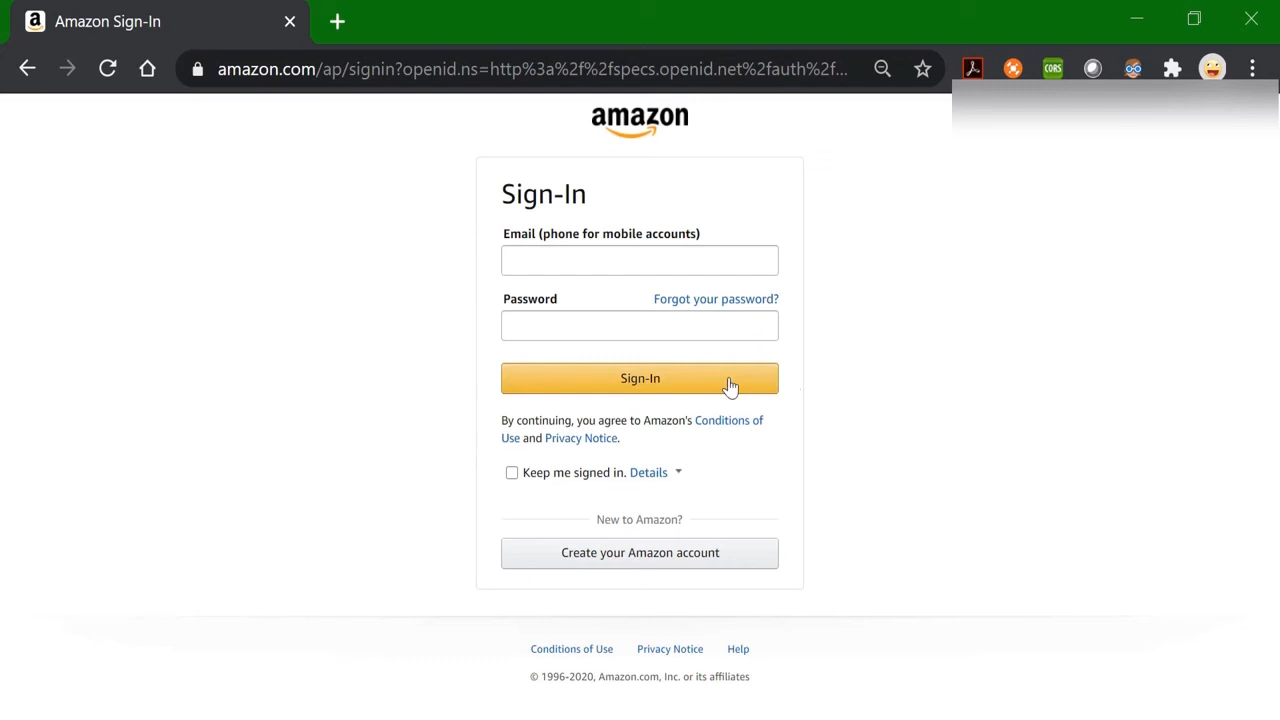 Amazon Sign-In
amazon.com/ap/signin?openid.ns=http%3a%2f%2fspecs.openid.net%2fauth%2f...
CORS
amazon
Sign-In
Email (phone for mobile accounts)
Password Forgot your password?
Sign-In
By continuing, you agree to Amazon's Conditions of
Use and Privacy Notice.
Keep me signed in. Details
New to Amazon?
Create your Amazon account
Conditions of Use Privacy Notice Help
© 1996-2020, Amazon.com, Inc. or its affiliates